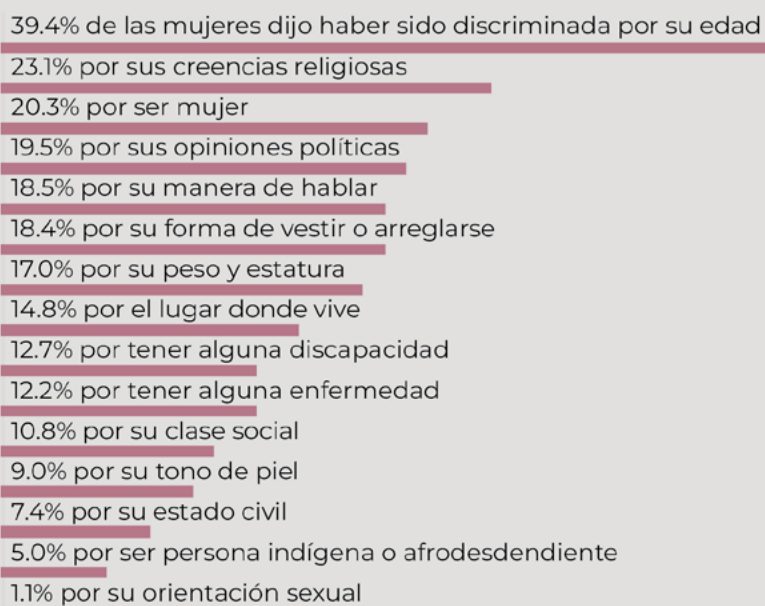 39.4% de las mujeres dijo haber sido discriminada por su edad
23.1% por sus creencias religiosas
20.3% por ser mujer
19.5% por sus opiniones políticas
18.5% por su manera de hablar
18.4% por su forma de vestir o arreglarse
17.0% por su peso y estatura
14.8% por el lugar donde vive
12.7% por tener alguna discapacidad
12.2% por tener alguna enfermedad
10.8% por su clase social
9.0% por su tono de piel
7.4% por su estado civil
5.0% por ser persona indígena o afrodesdendiente
1.1% por su orientación sexual